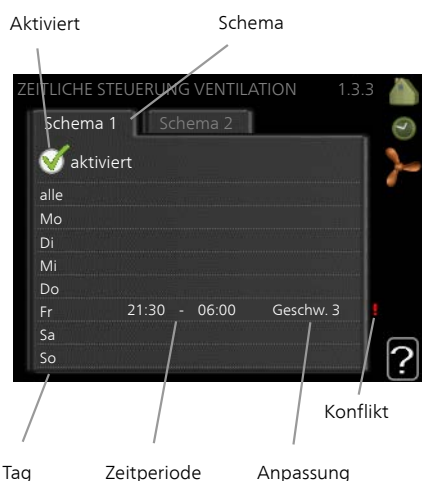 Aktiviert Schema
ZEITLICHE STEUERUNG VENTILATION 1.3.3
Schema 1 Schema 2
aktiviert
alle
Mo
Di
Mi
Do
Fr 21:30 - 06:00 Geschw. 3 !
Sa
So
?
Konflikt
Tag Zeitperiode Anpassung